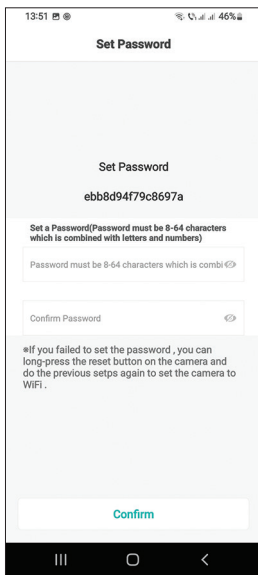 13:51 46%
Set Password
Set Password
ebb8d94f79c8697a
Set a Password(Password must be 8-64 characters
which is combined with letters and numbers)
Password must be 8-64 characters which is combi
Confirm Password
※If you failed to set the password , you can
long-press the reset button on the camera and
do the previous setps again to set the camera to
WiFi .
Confirm